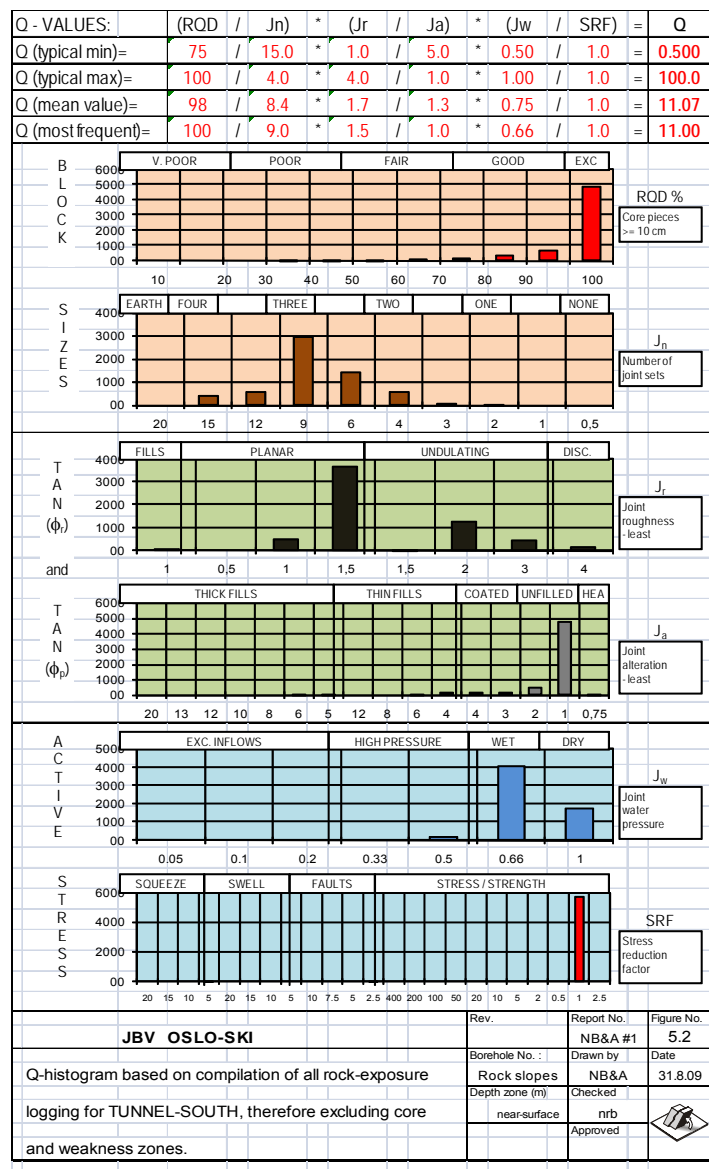 Q - VALUES: (RQD / Jn) * (Jr / Ja) * (Jw / SRF) = Q
Q (typical min)= 75 / 15.0 * 1.0 / 5.0 * 0.50 / 1.0 = 0.500
Q (typical max)= 100 / 4.0 * 4.0 / 1.0 * 1.00 / 1.0 = 100.0
Q (mean value)= 98 / 8.4 * 1.7 / 1.3 * 0.75 / 1.0 = 11.07
Q (most frequent)= 100 / 9.0 * 1.5 / 1.0 * 0.66 / 1.0 = 11.00
B L O C K
V. POOR POOR FAIR GOOD EXC
6000
5000
4000
3000
2000
1000
00
10 20 30 40 50 60 70 80 90 100
RQD %
Core pieces
>= 10 cm
S I Z E S
EARTH FOUR THREE TWO ONE NONE
4000
3000
2000
1000
00
20 15 12 9 6 4 3 2 1 0,5
Jn
Number of
joint sets
T A N (ϕr)
FILLS PLANAR UNDULATING DISC.
4000
3000
2000
1000
00
1 0,5 1 1,5 1,5 2 3 4
Jr
Joint
roughness
- least
and
T A N (ϕp)
THICK FILLS THIN FILLS COATED UNFILLED HEA
6000
5000
4000
3000
2000
1000
00
20 13 12 10 8 6 5 12 8 6 4 4 3 2 1 0,75
Ja
Joint
alteration
- least
A C T I V E
EXC. INFLOWS HIGH PRESSURE WET DRY
5000
4000
3000
2000
1000
00
0.05 0.1 0.2 0.33 0.5 0.66 1
Jw
Joint
water
pressure
S T R E S S
SQUEEZE SWELL FAULTS STRESS / STRENGTH
6000
4000
2000
00
20 15 10 5 20 15 10 5 10 7.5 5 2.5 400 200 100 50 20 10 5 2 0.5 1 2.5
SRF
Stress
reduction
factor
JBV OSLO-SKI
Rev.
Report No.
NB&A #1
Figure No.
5.2
Q-histogram based on compilation of all rock-exposure
logging for TUNNEL-SOUTH, therefore excluding core
and weakness zones.
Borehole No. :
Rock slopes
Drawn by
NB&A
Date
31.8.09
Depth zone (m)
near-surface
Checked
nrb
Approved